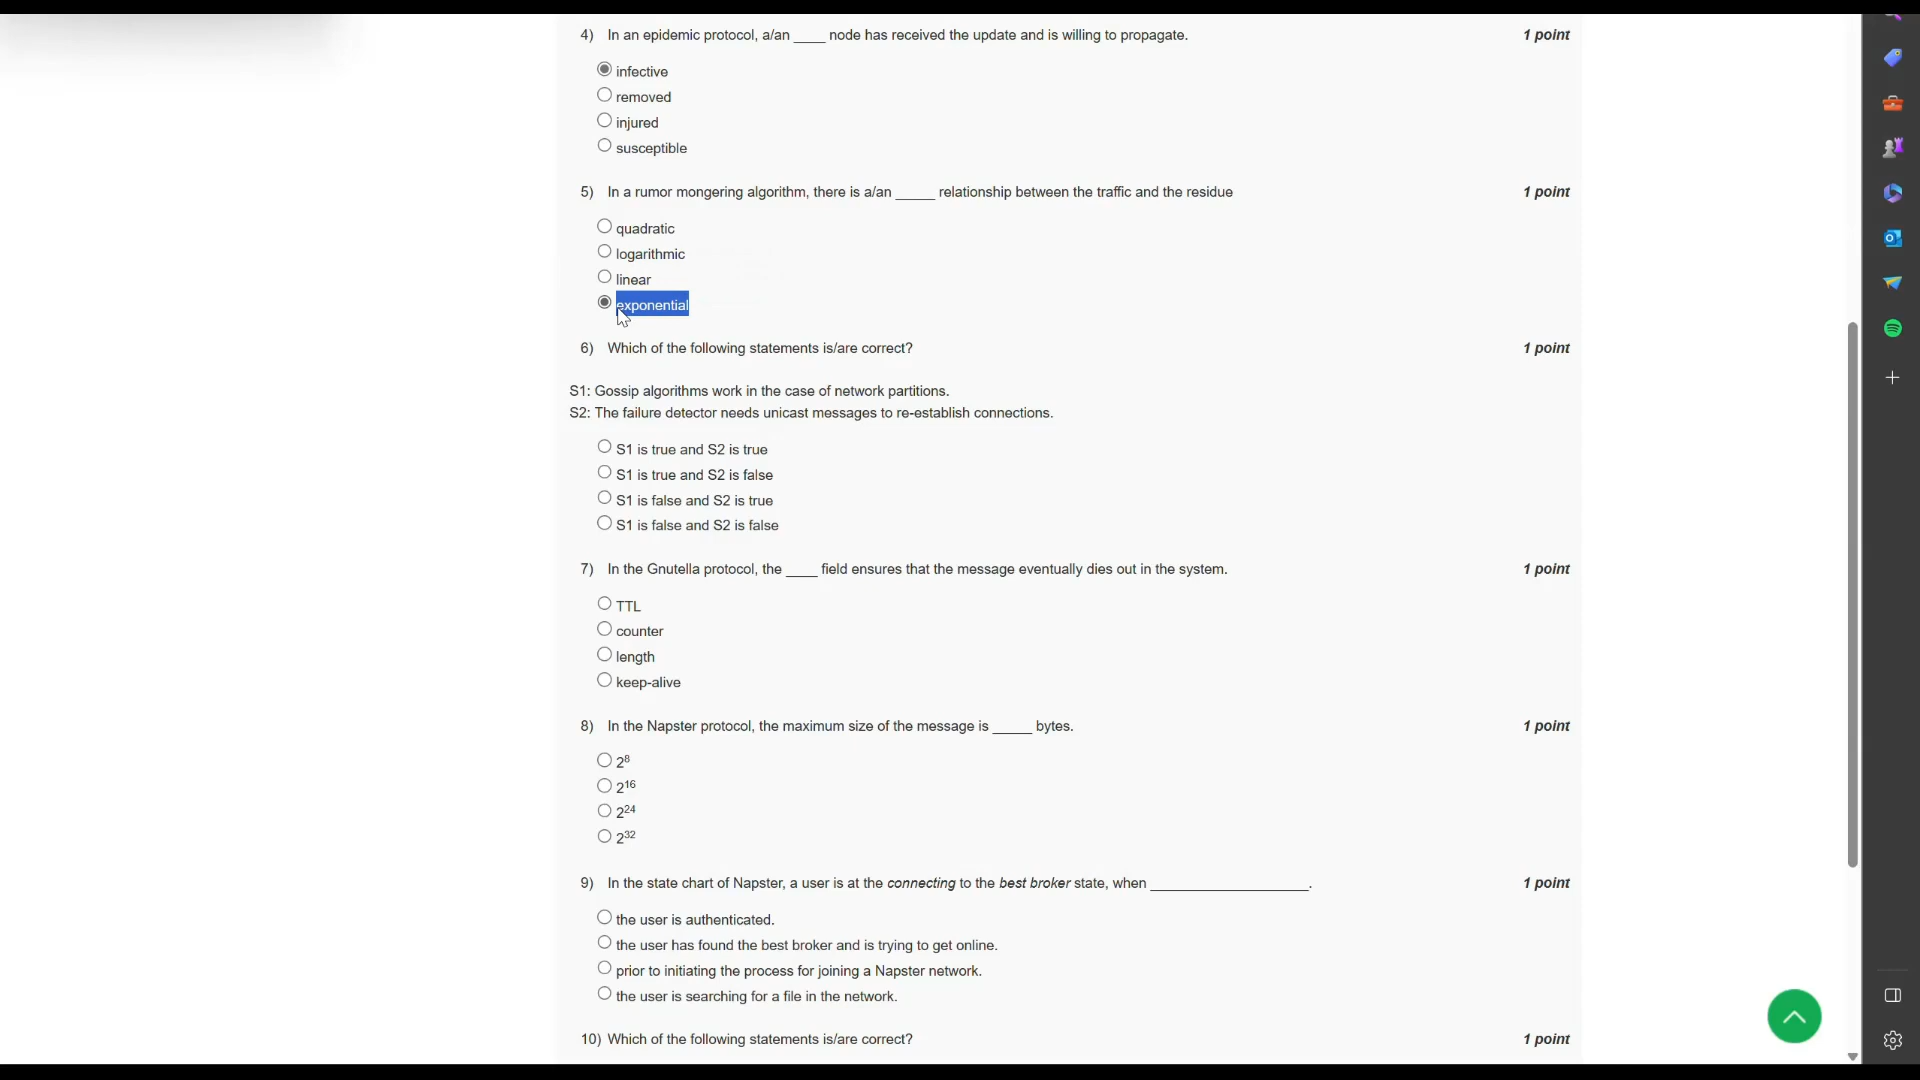 4) In an epidemic protocol, a/an ____ node has received the update and is willing to propagate. 1 point
infective
removed
injured
susceptible
5) In a rumor mongering algorithm, there is a/an _____ relationship between the traffic and the residue 1 point
quadratic
logarithmic
linear
exponential
6) Which of the following statements is/are correct? 1 point
S1: Gossip algorithms work in the case of network partitions.
S2: The failure detector needs unicast messages to re-establish connections.
S1 is true and S2 is true
S1 is true and S2 is false
S1 is false and S2 is true
S1 is false and S2 is false
7) In the Gnutella protocol, the ____ field ensures that the message eventually dies out in the system. 1 point
TTL
counter
length
keep-alive
8) In the Napster protocol, the maximum size of the message is _____ bytes. 1 point
2⁸
2¹⁶
2²⁴
2³²
9) In the state chart of Napster, a user is at the connecting to the best broker state, when ____________________. 1 point
the user is authenticated.
the user has found the best broker and is trying to get online.
prior to initiating the process for joining a Napster network.
the user is searching for a file in the network.
10) Which of the following statements is/are correct? 1 point